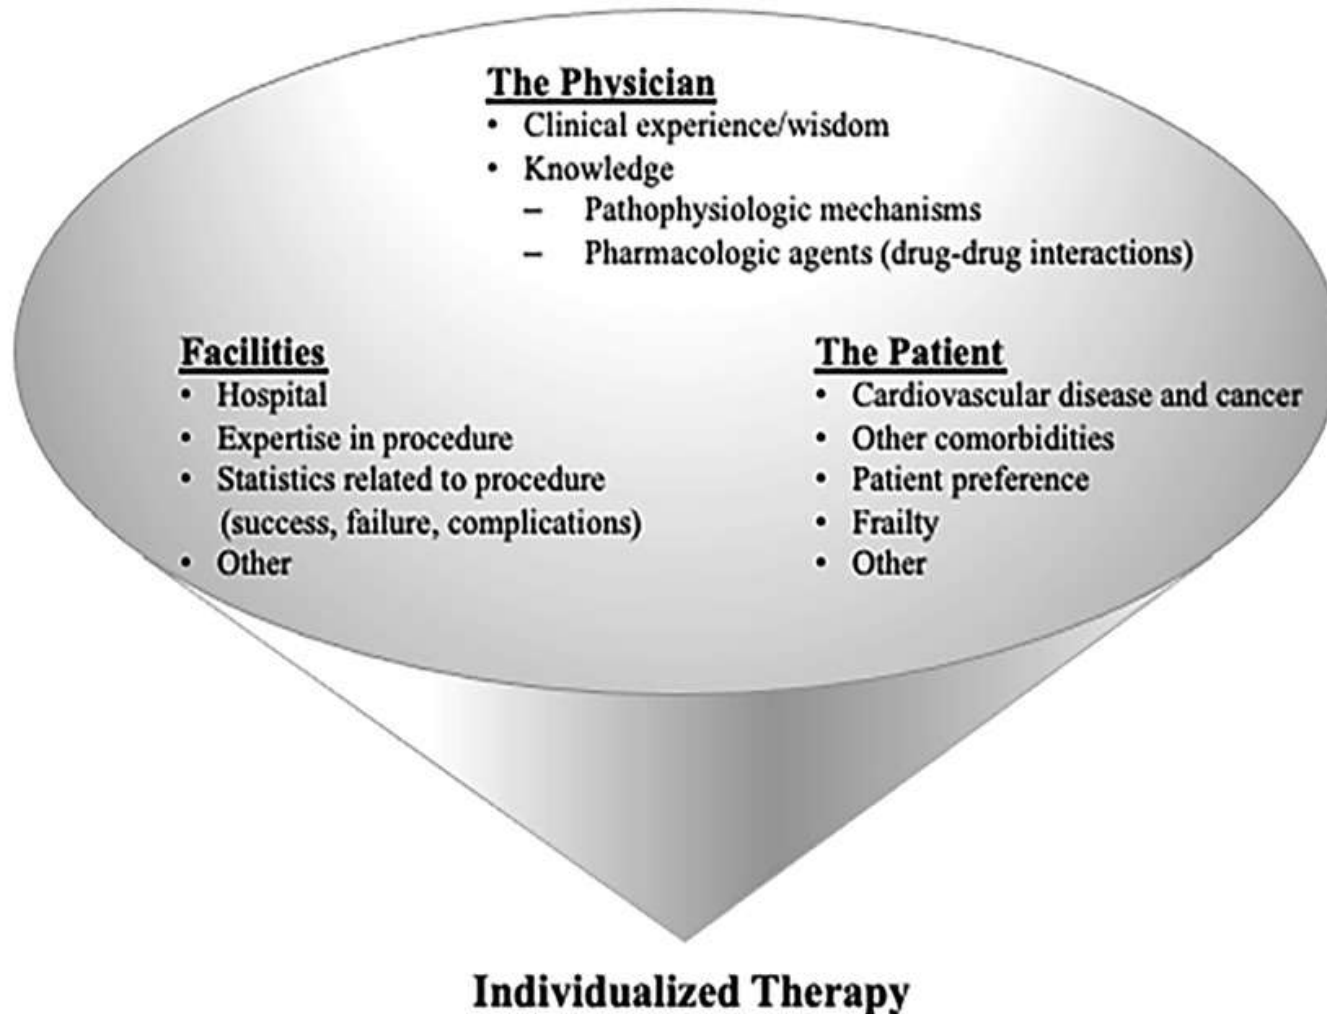 The Physician
• Clinical experience/wisdom
• Knowledge
– Pathophysiologic mechanisms
– Pharmacologic agents (drug-drug interactions)
Facilities
• Hospital
• Expertise in procedure
• Statistics related to procedure
(success, failure, complications)
• Other
The Patient
• Cardiovascular disease and cancer
• Other comorbidities
• Patient preference
• Frailty
• Other
Individualized Therapy